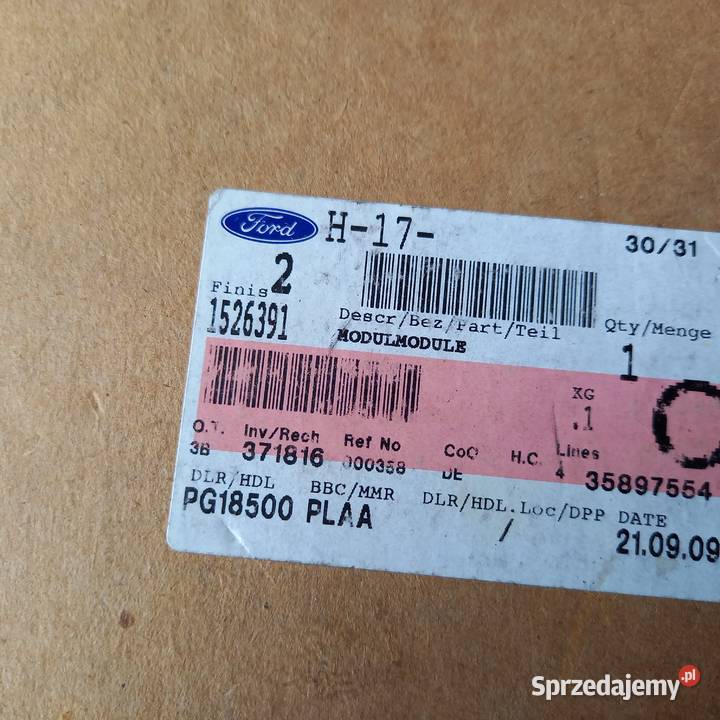 Ford H-17- 30/31
Finis 2
1526391 Descr/Bez/Part/Teil Qty/Menge
MODULMODULE 1
KG
.1
O.T. Inv/Rech Ref No CoO H.C. Lines
3B 371816 000358 DE 4 35897554
DLR/HDL BBC/MMR DLR/HDL.Loc/DPP DATE
PG18500 PLAA / 21.09.09
Sprzedajemy.pl